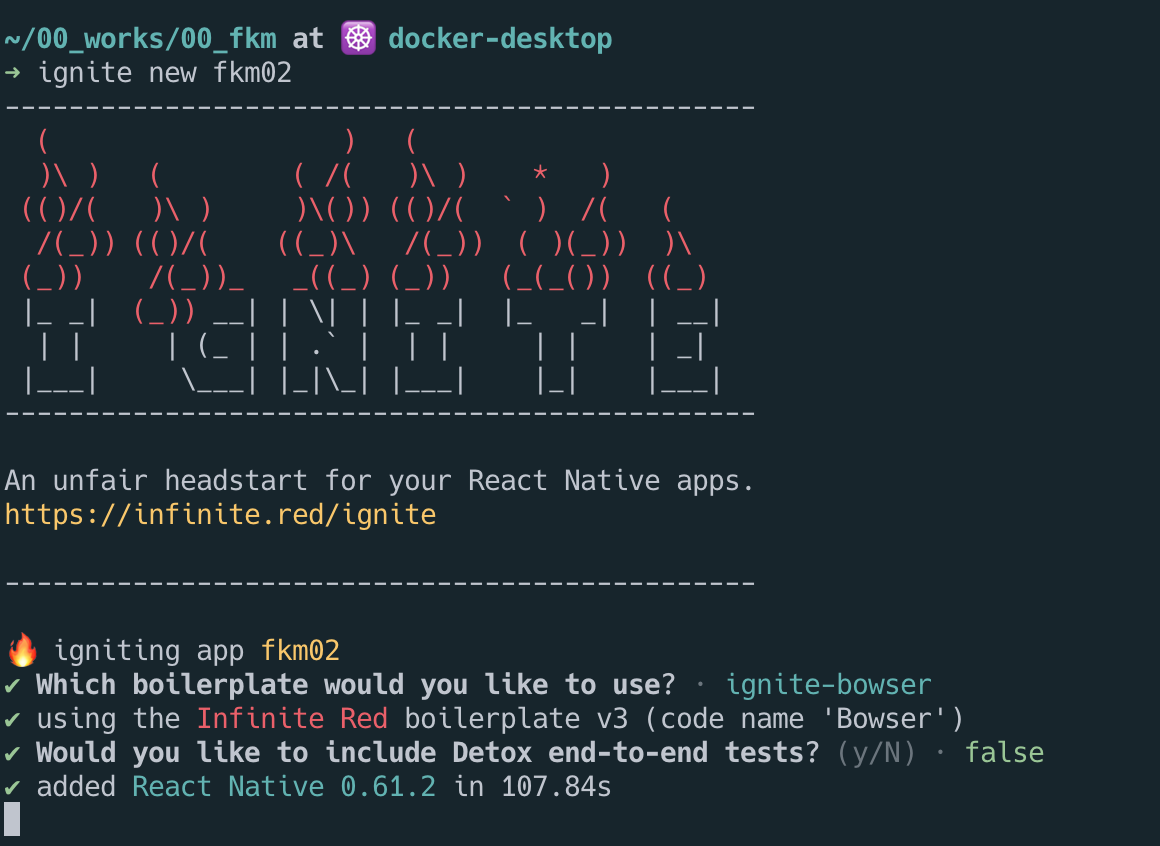 ~/00_works/00_fkm at ☸️ docker-desktop
➜ ignite new fkm02
-----------------------------------------------
  (                   )   (
  )\ )   (         ( /(   )\ )    *   )
 (()/(   )\ )      )\()) (()/(  ` )  /(   (
  /(_)) (()/(    ((_)\   /(_))  ( )(_))  )\
 (_))    /(_))_   _((_) (_))   (_(_())  ((_)
 |_ _|  (_)) __| | \| | |_ _|  |_   _|  | __|
  | |     | (_ | | .` |  | |     | |    | _|
 |___|     \___| |_|\_| |___|    |_|    |___|
-----------------------------------------------
An unfair headstart for your React Native apps.
https://infinite.red/ignite
-----------------------------------------------
🔥 igniting app fkm02
✔ Which boilerplate would you like to use? · ignite-bowser
✔ using the Infinite Red boilerplate v3 (code name 'Bowser')
✔ Would you like to include Detox end-to-end tests? (y/N) · false
✔ added React Native 0.61.2 in 107.84s